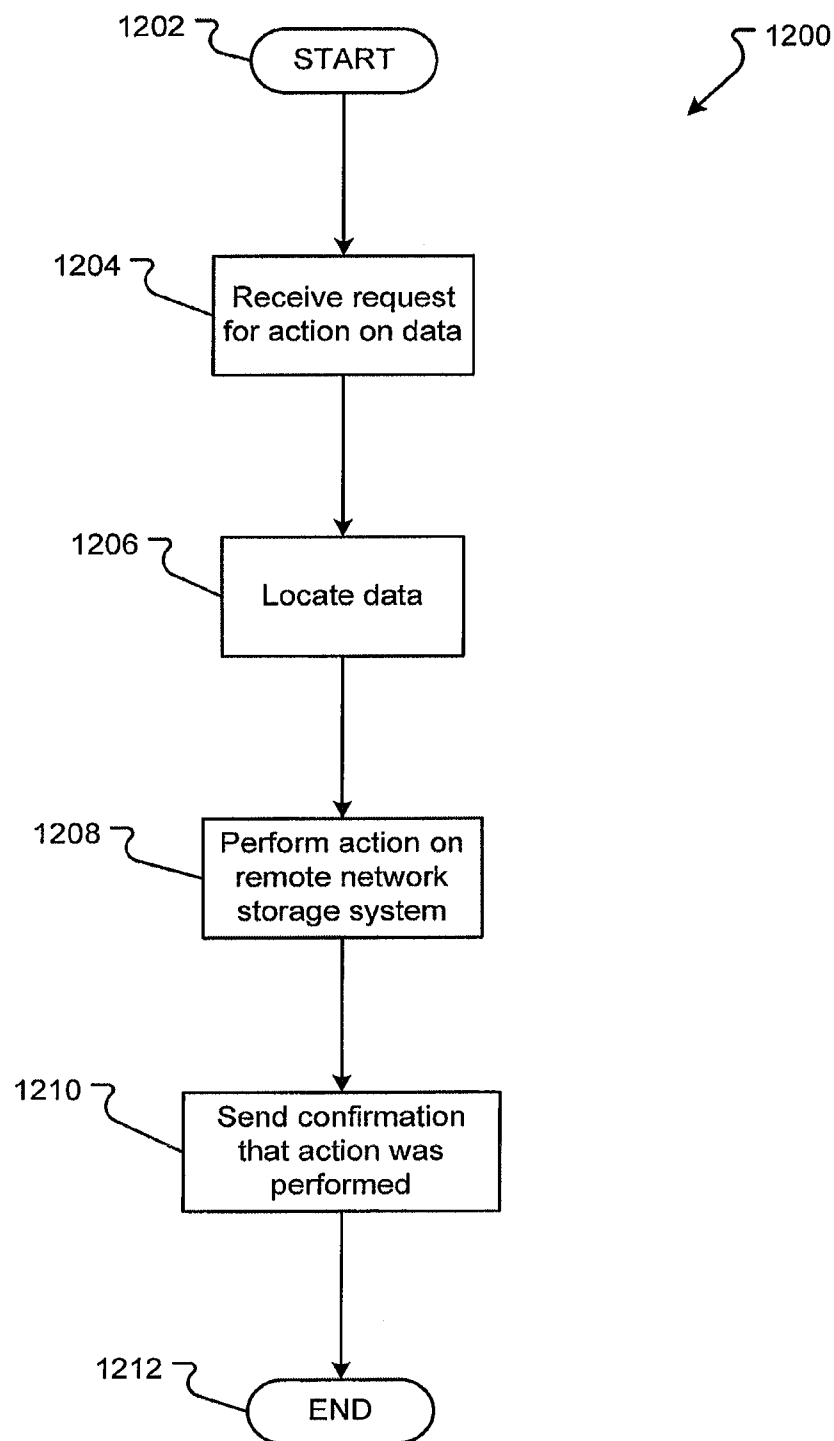 1202
START
1200
1204
Receive request
for action on data
1206
Locate data
1208
Perform action on
remote network
storage system
1210
Send confirmation
that action was
performed
1212
END